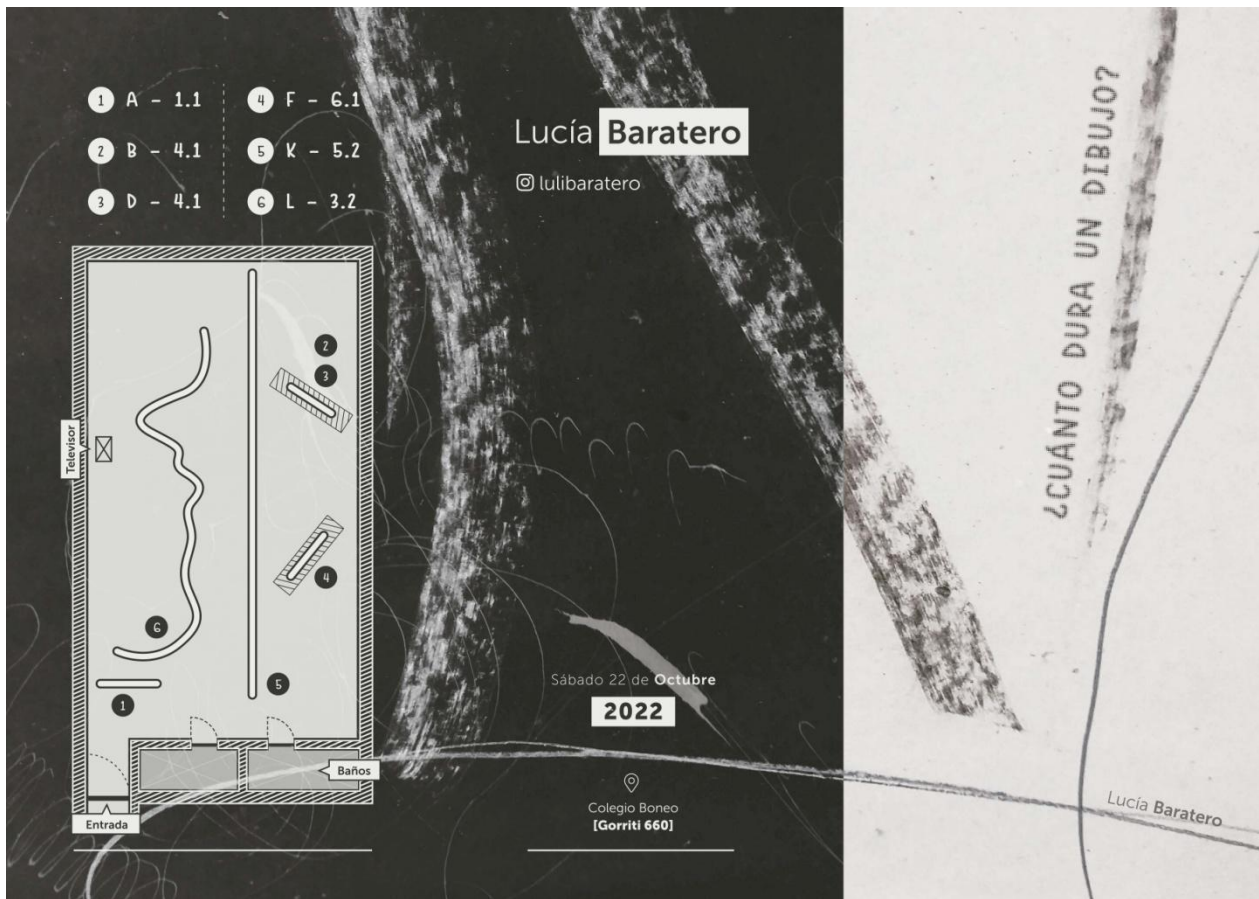 1 A - 1.1
2 B - 4.1
3 D - 4.1
4 F - 6.1
5 K - 5.2
6 L - 3.2
2
3
Televisor
4
6
5
1
Baños
Entrada
Lucía Baratero
lulibaratero
Sábado 22 de Octubre
2022
Colegio Boneo
[Gorriti 660]
¿CUÁNTO DURA UN DIBUJO?
Lucía Baratero